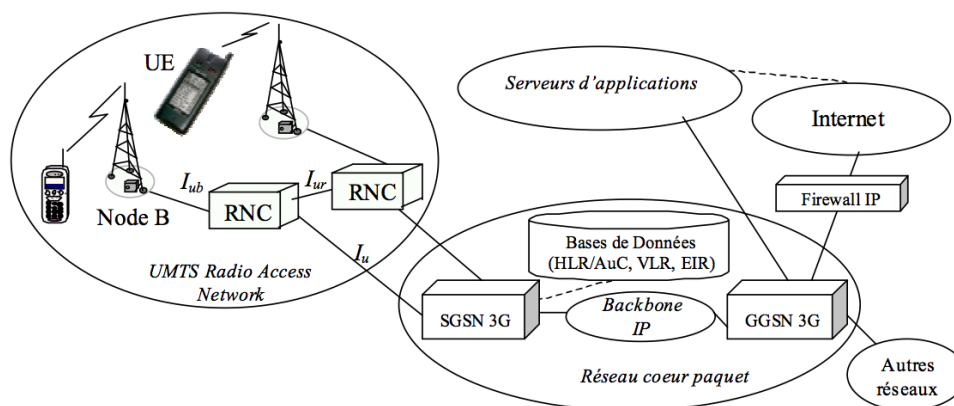 UE
Serveurs d'applications
Internet
Node B
I_ub
I_ur
RNC
RNC
Firewall IP
I_u
UMTS Radio Access
Network
Bases de Données
(HLR/AuC, VLR, EIR)
SGSN 3G
Backbone
IP
GGSN 3G
Réseau coeur paquet
Autres
réseaux